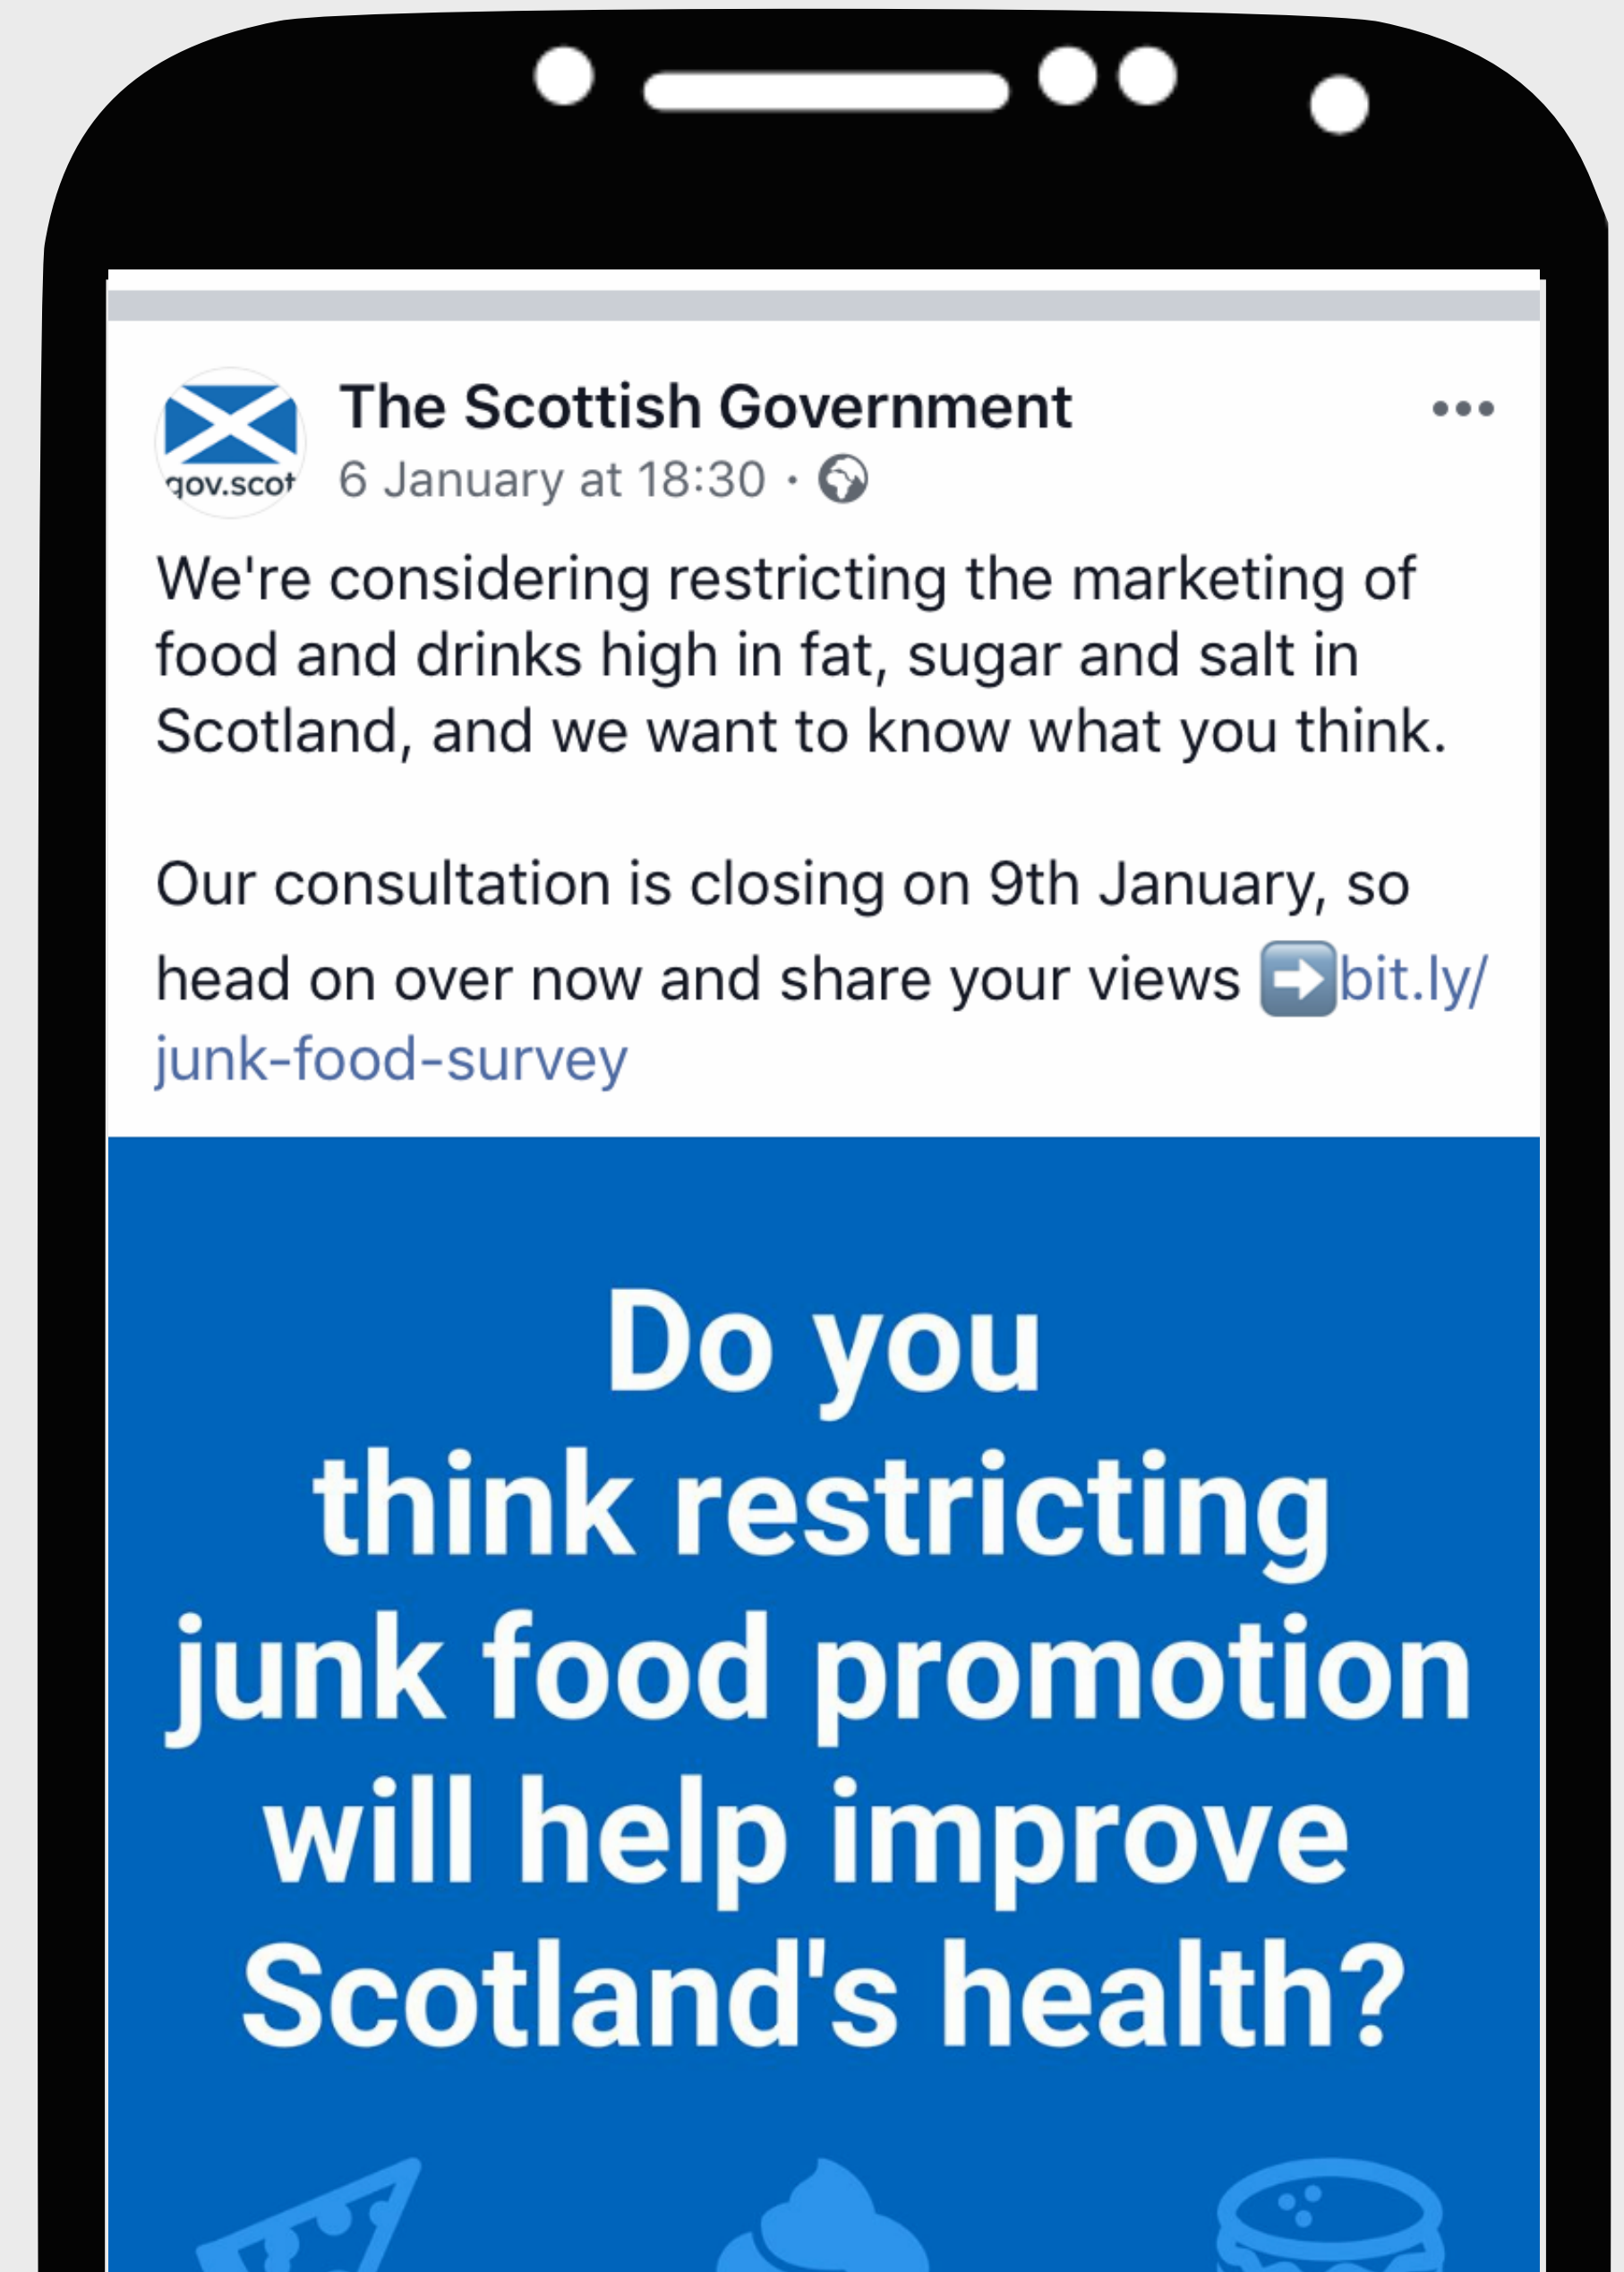 The Scottish Government
gov.scot
6 January at 18:30 ·
We're considering restricting the marketing of
food and drinks high in fat, sugar and salt in
Scotland, and we want to know what you think.
Our consultation is closing on 9th January, so
head on over now and share your views ➡️bit.ly/
junk-food-survey
Do you
think restricting
junk food promotion
will help improve
Scotland's health?